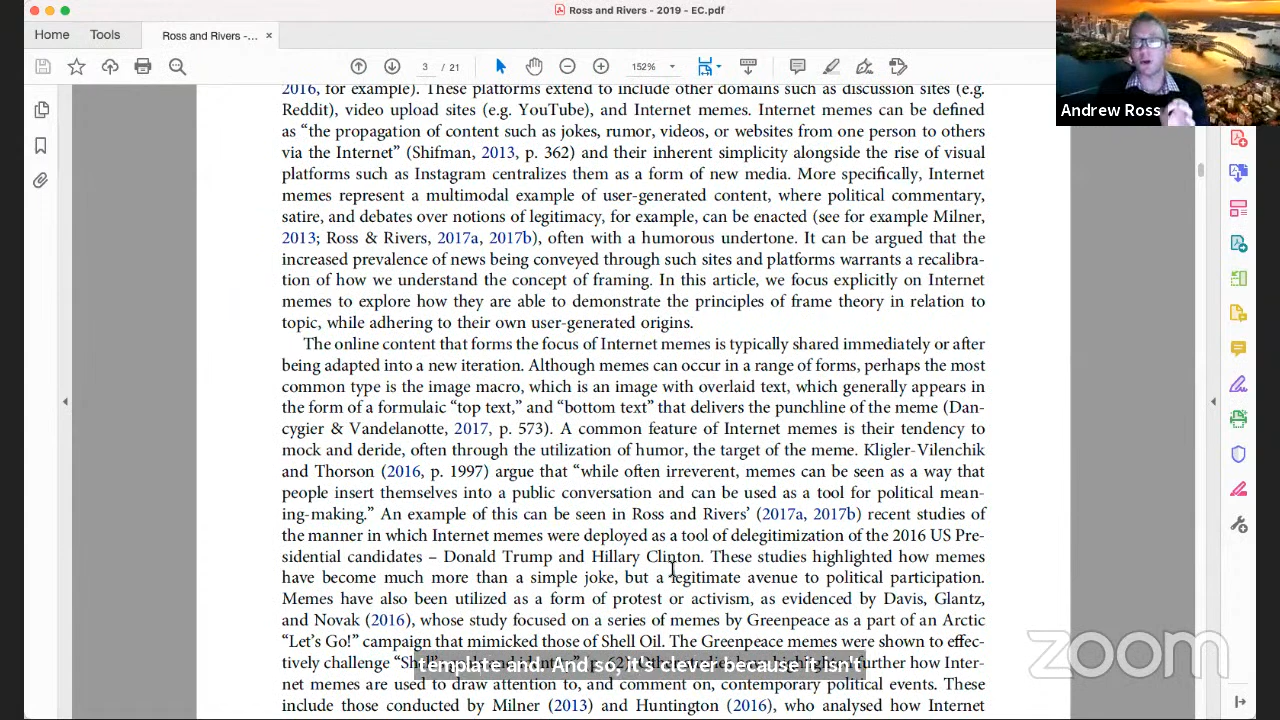 Ross and Rivers - 2019 - EC.pdf
Home
Tools
Ross and Rivers -...
×
3 / 21
152%
Andrew Ross
2016, for example). These platforms extend to include other domains such as discussion sites (e.g.
Reddit), video upload sites (e.g. YouTube), and Internet memes. Internet memes can be defined
as “the propagation of content such as jokes, rumor, videos, or websites from one person to others
via the Internet” (Shifman, 2013, p. 362) and their inherent simplicity alongside the rise of visual
platforms such as Instagram centralizes them as a form of new media. More specifically, Internet
memes represent a multimodal example of user-generated content, where political commentary,
satire, and debates over notions of legitimacy, for example, can be enacted (see for example Milner,
2013; Ross & Rivers, 2017a, 2017b), often with a humorous undertone. It can be argued that the
increased prevalence of news being conveyed through such sites and platforms warrants a recalibra-
tion of how we understand the concept of framing. In this article, we focus explicitly on Internet
memes to explore how they are able to demonstrate the principles of frame theory in relation to
topic, while adhering to their own user-generated origins.
The online content that forms the focus of Internet memes is typically shared immediately or after
being adapted into a new iteration. Although memes can occur in a range of forms, perhaps the most
common type is the image macro, which is an image with overlaid text, which generally appears in
the form of a formulaic “top text,” and “bottom text” that delivers the punchline of the meme (Dan-
cygier & Vandelanotte, 2017, p. 573). A common feature of Internet memes is their tendency to
mock and deride, often through the utilization of humor, the target of the meme. Kligler-Vilenchik
and Thorson (2016, p. 1997) argue that “while often irreverent, memes can be seen as a way that
people insert themselves into a public conversation and can be used as a tool for political mean-
ing-making.” An example of this can be seen in Ross and Rivers’ (2017a, 2017b) recent studies of
the manner in which Internet memes were deployed as a tool of delegitimization of the 2016 US Pre-
sidential candidates – Donald Trump and Hillary Clinton. These studies highlighted how memes
have become much more than a simple joke, but a legitimate avenue to political participation.
Memes have also been utilized as a form of protest or activism, as evidenced by Davis, Glantz,
and Novak (2016), whose study focused on a series of memes by Greenpeace as a part of an Arctic
“Let’s Go!” campaign that mimicked those of Shell Oil. The Greenpeace memes were shown to effec-
tively challenge “Sh further how Inter-
template and. And so, it's clever because it isn't
net memes are used to draw attention to, and comment on, contemporary political events. These
include those conducted by Milner (2013) and Huntington (2016), who analysed how Internet
zoom